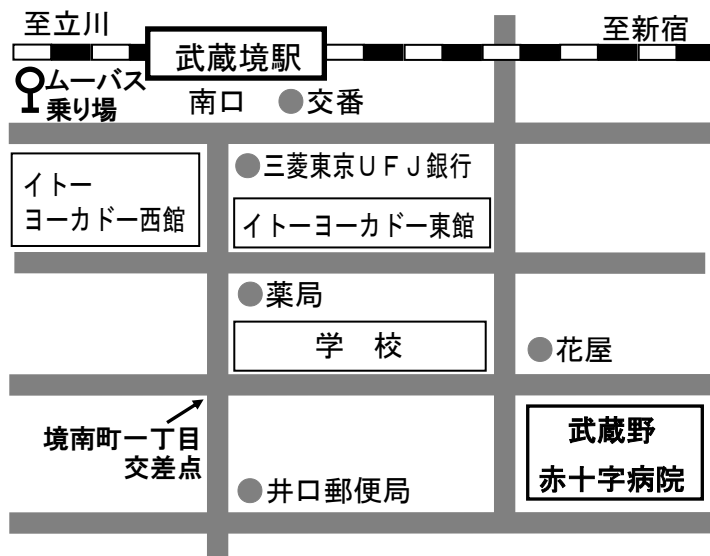 至立川
至新宿
武蔵境駅
ムーバス
乗り場
南口
交番
三菱東京ＵＦＪ銀行
イトー
ヨーカドー西館
イトーヨーカドー東館
薬局
学　校
花屋
境南町一丁目
交差点
武蔵野
赤十字病院
井口郵便局